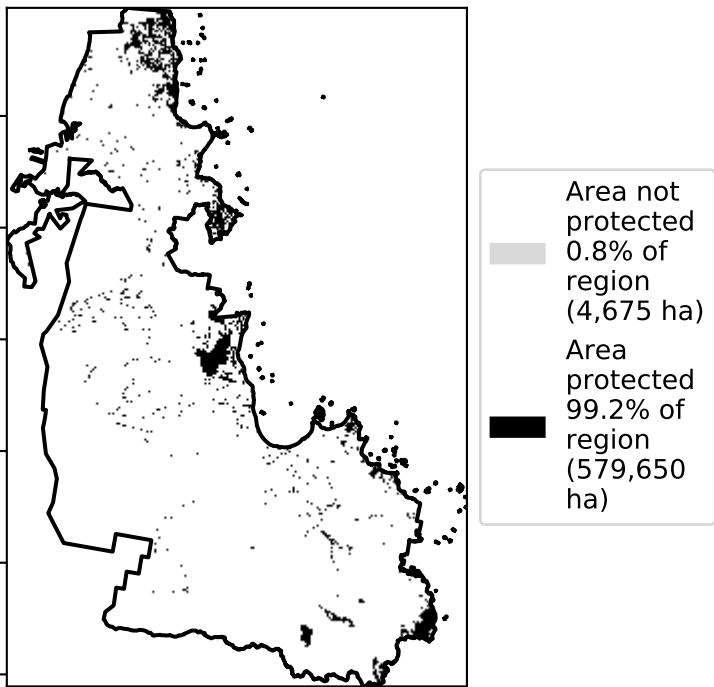 Area not
protected
0.8% of
region
(4,675 ha)
Area
protected
99.2% of
region
(579,650
ha)